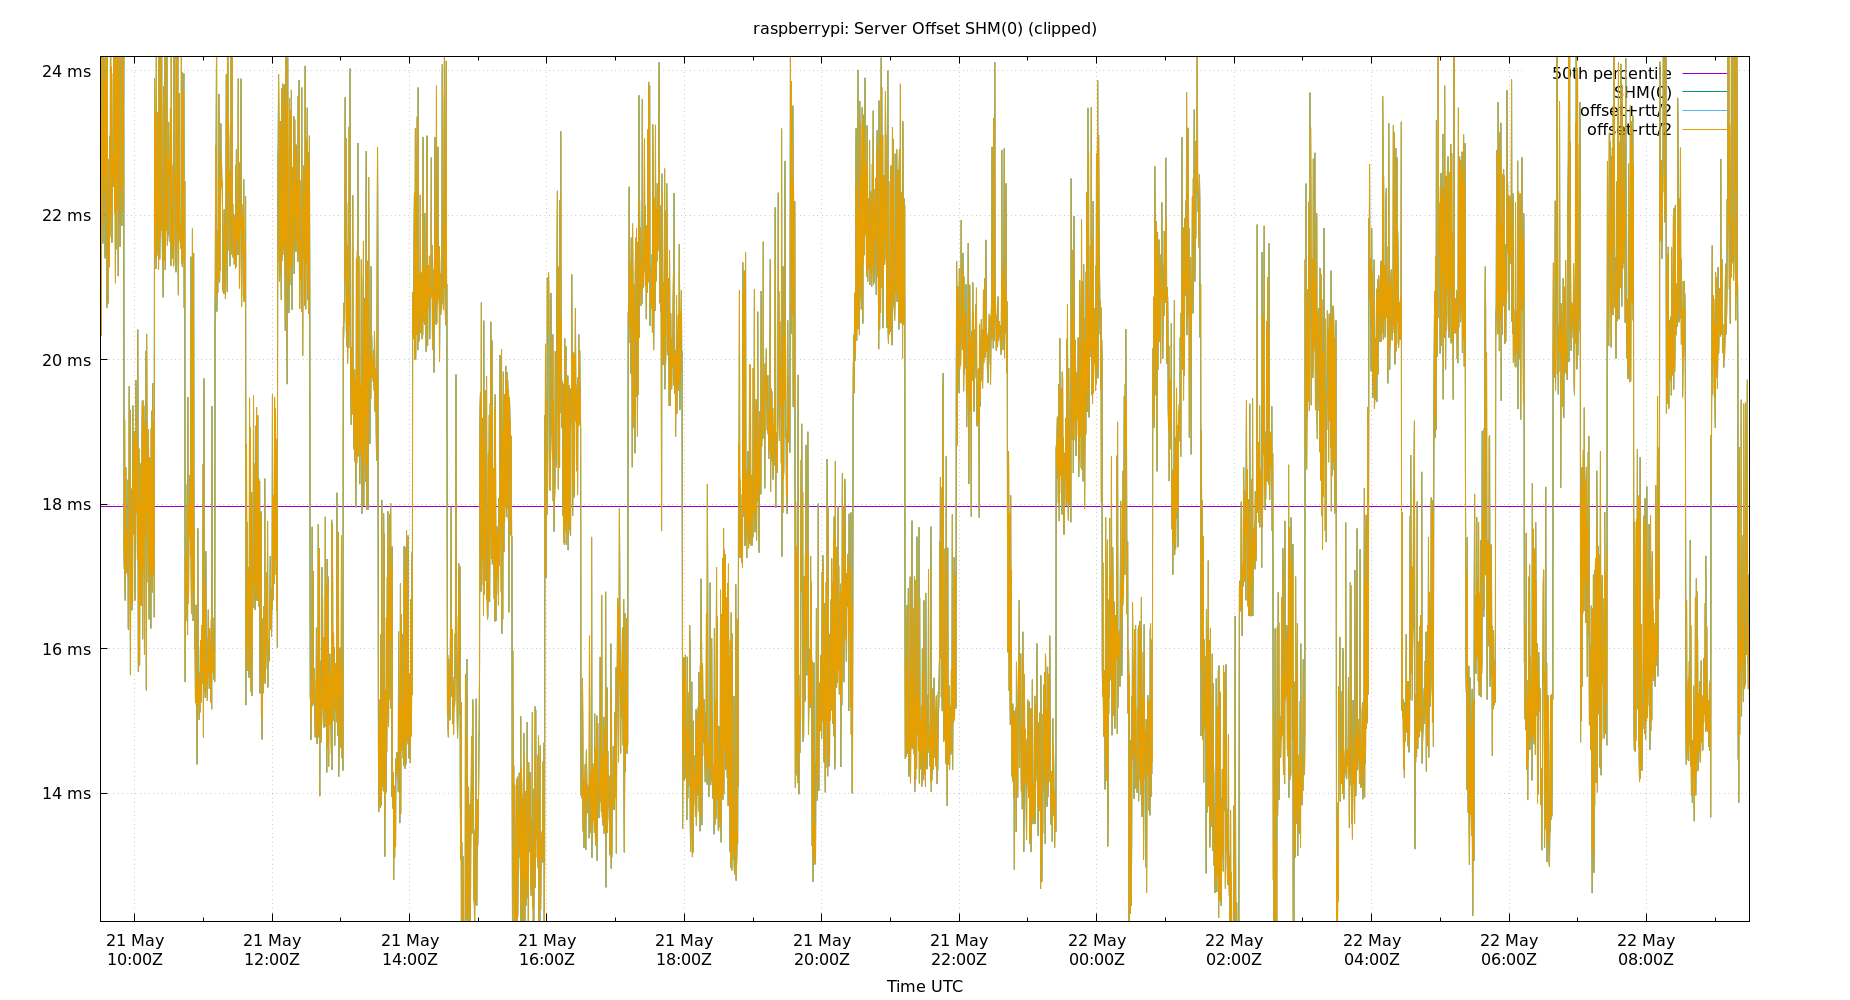 raspberrypi: Server Offset SHM(0) (clipped)
24 ms
22 ms
20 ms
18 ms
16 ms
14 ms
50th percentile
SHM(0)
offset+rtt/2
offset-rtt/2
21 May 21 May 21 May 21 May 21 May 21 May 21 May 22 May 22 May 22 May 22 May 22 May
10:00Z 12:00Z 14:00Z 16:00Z 18:00Z 20:00Z 22:00Z 00:00Z 02:00Z 04:00Z 06:00Z 08:00Z
Time UTC